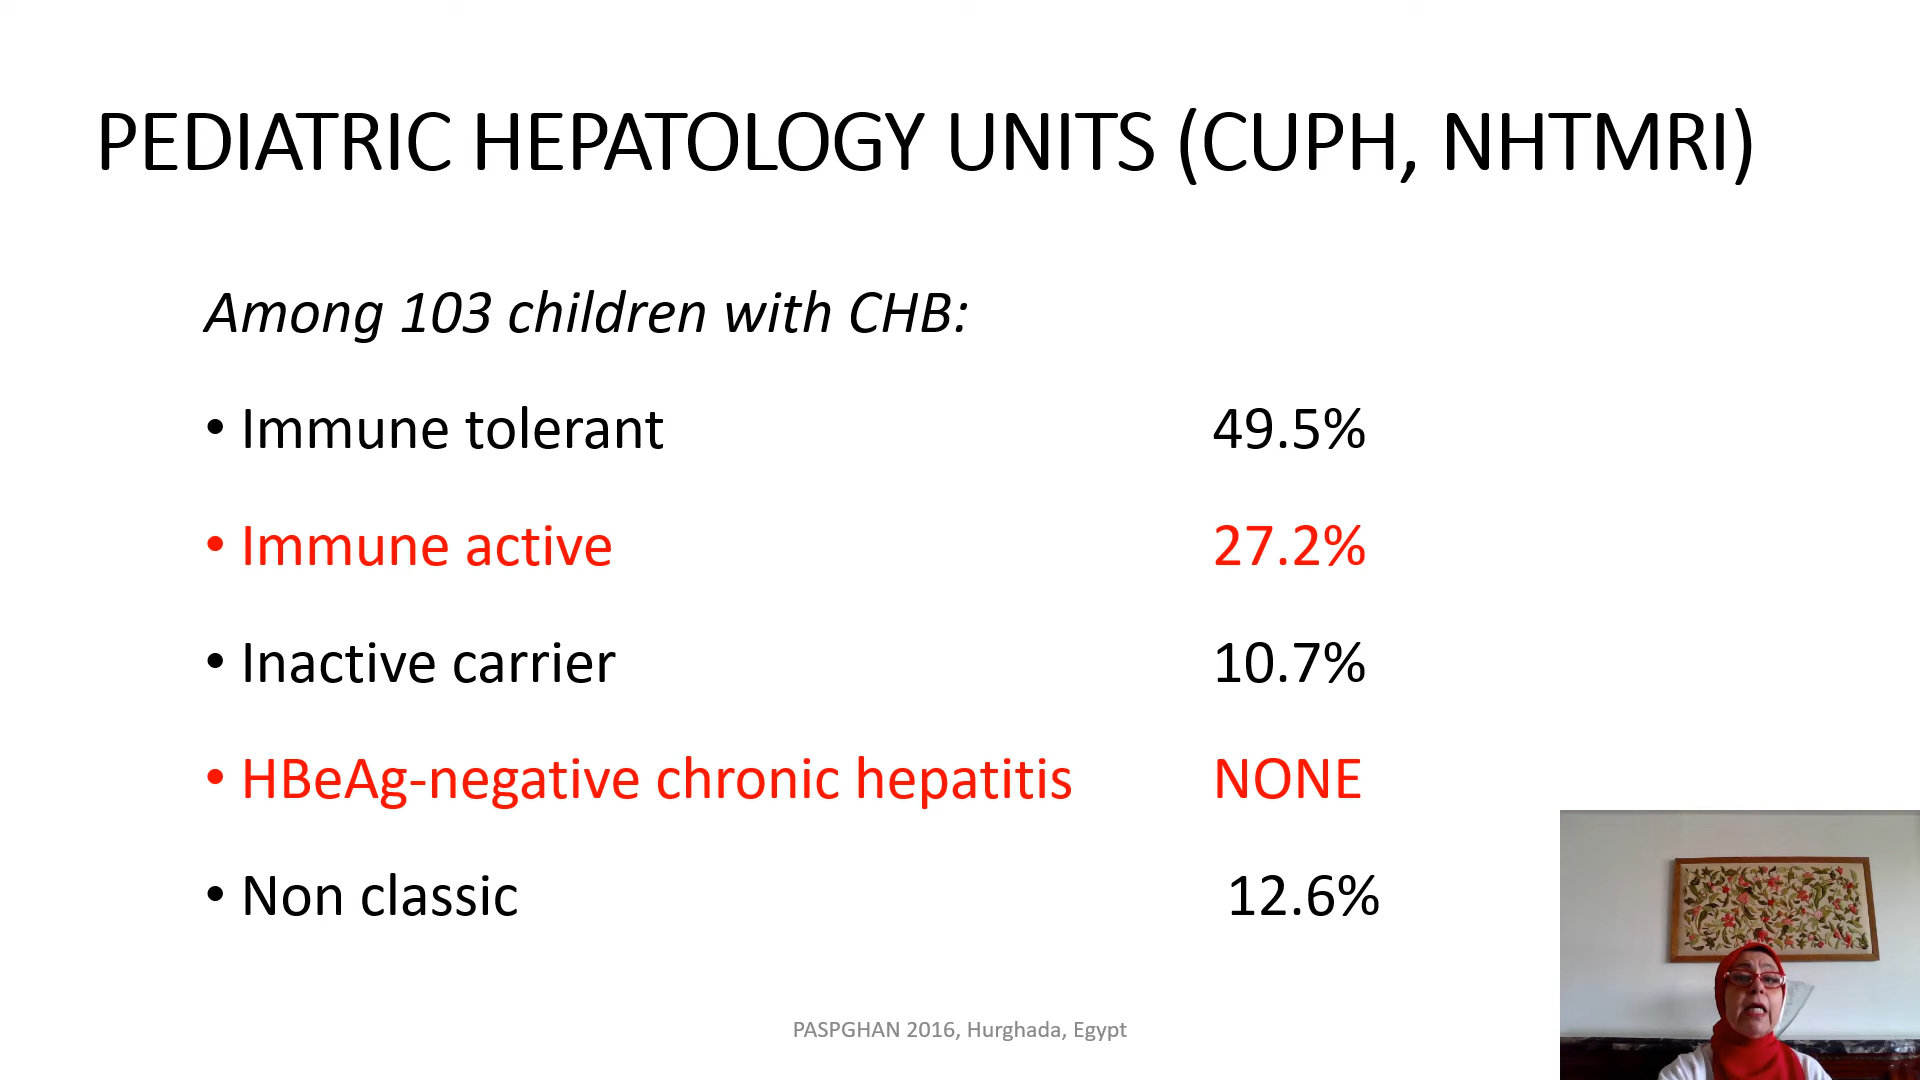 PEDIATRIC HEPATOLOGY UNITS (CUPH, NHTMRI)
Among 103 children with CHB:
• Immune tolerant 49.5%
• Immune active 27.2%
• Inactive carrier 10.7%
• HBeAg-negative chronic hepatitis NONE
• Non classic 12.6%
PASPGHAN 2016, Hurghada, Egypt